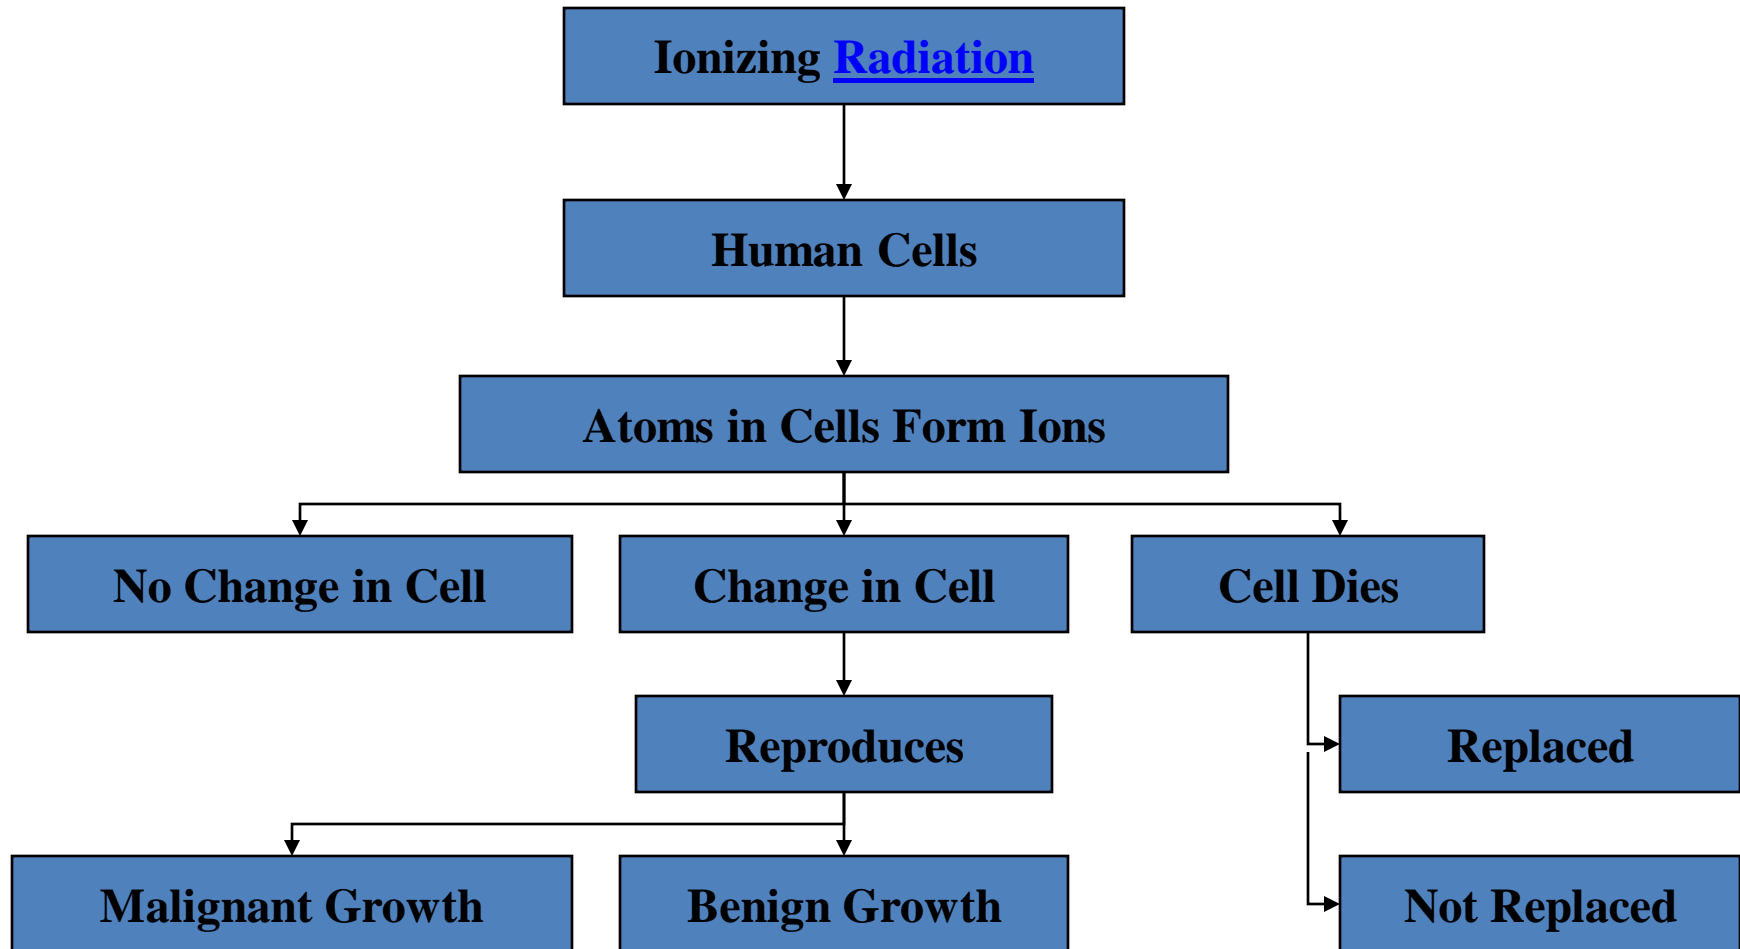 Ionizing Radiation
Human Cells
Atoms in Cells Form Ions
No Change in Cell
Change in Cell
Cell Dies
Reproduces
Replaced
Malignant Growth
Benign Growth
Not Replaced